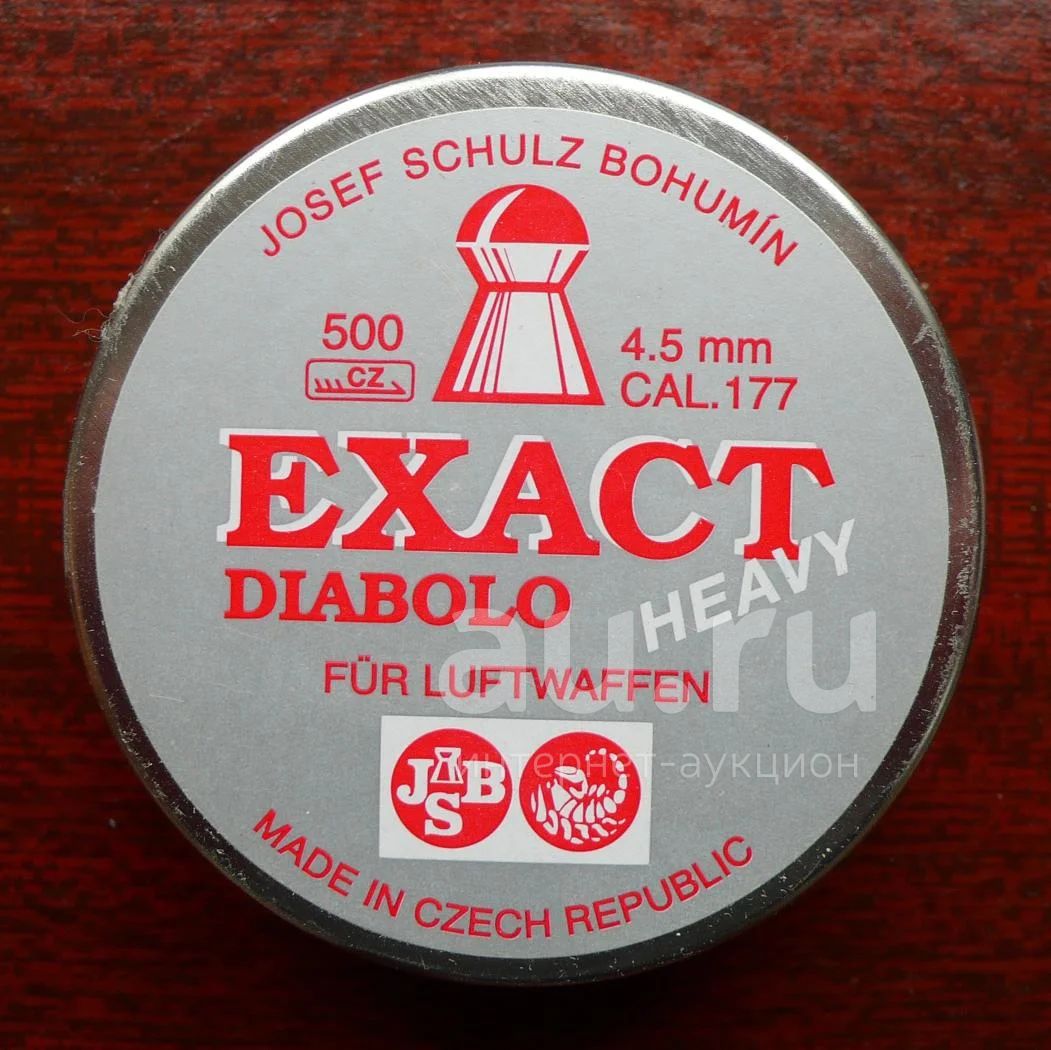 JOSEF SCHULZ BOHUMÍN
500
CZ
4.5 mm
CAL.177
EXACT
HEAVY
DIABOLO
au.ru
FÜR LUFTWAFFEN
интернет-аукцион
JSB
MADE IN CZECH REPUBLIC